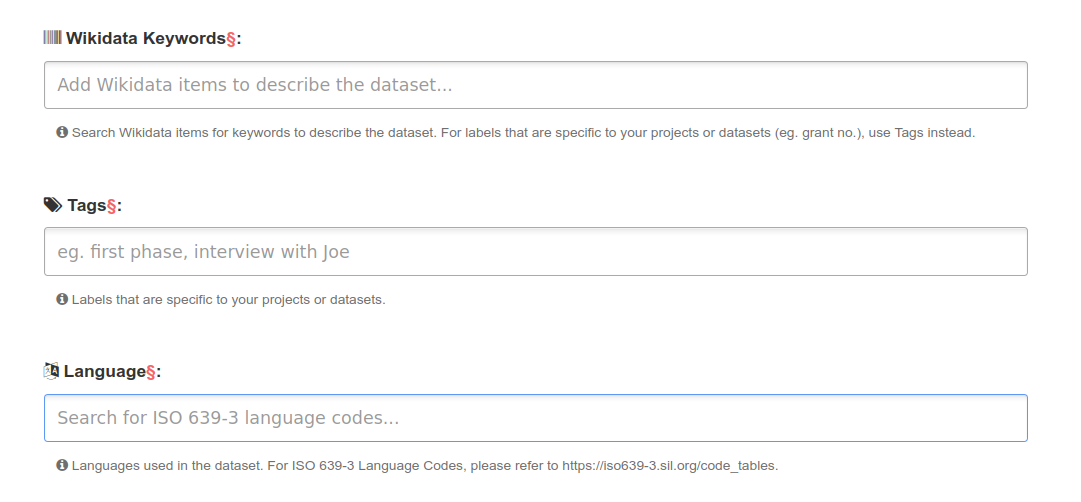 Wikidata Keywords§:
Add Wikidata items to describe the dataset...
Search Wikidata items for keywords to describe the dataset. For labels that are specific to your projects or datasets (eg. grant no.), use Tags instead.
Tags§:
eg. first phase, interview with Joe
Labels that are specific to your projects or datasets.
Language§:
Search for ISO 639-3 language codes...
Languages used in the dataset. For ISO 639-3 Language Codes, please refer to https://iso639-3.sil.org/code_tables.